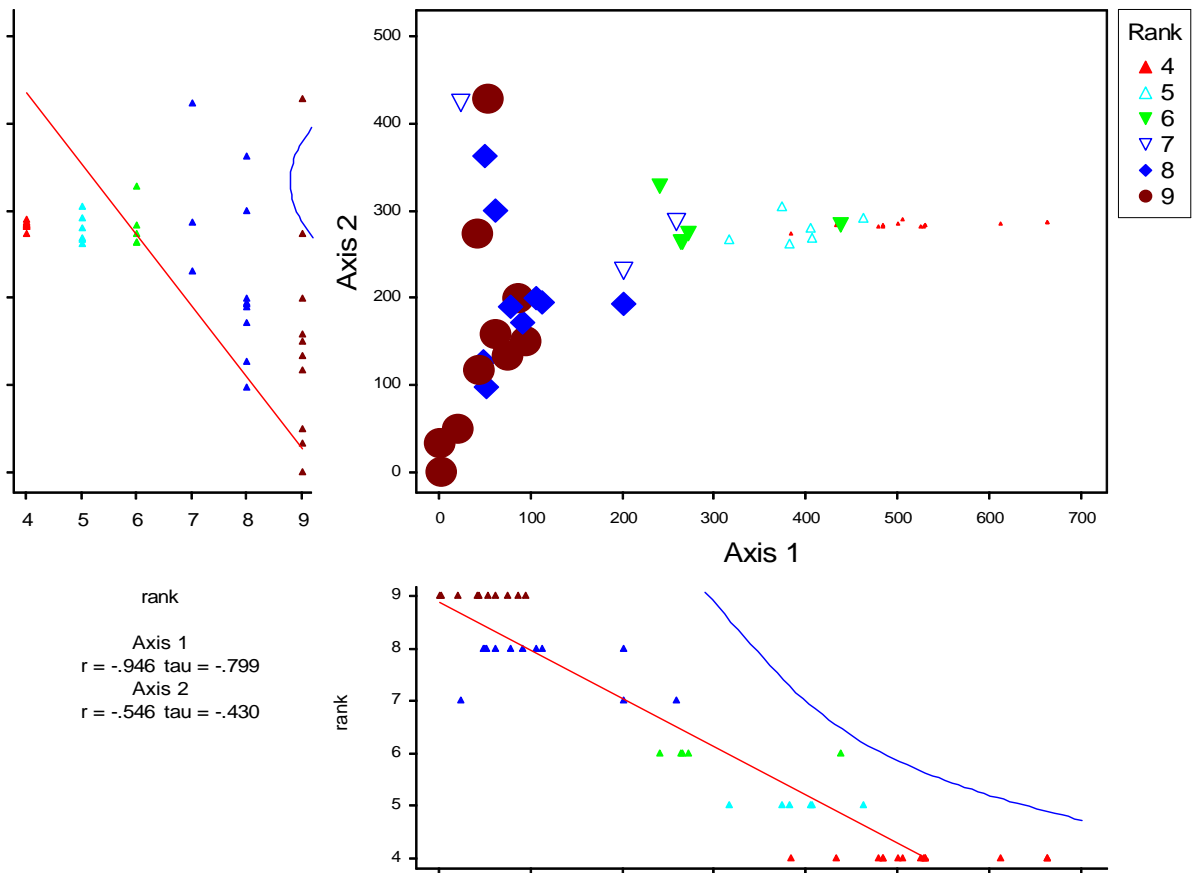 500
400
300
200
100
0
Axis 2
4 5 6 7 8 9
0 100 200 300 400 500 600 700
Axis 1
Rank
4
5
6
7
8
9
rank
Axis 1
r = -.946 tau = -.799
Axis 2
r = -.546 tau = -.430
rank
9
8
7
6
5
4